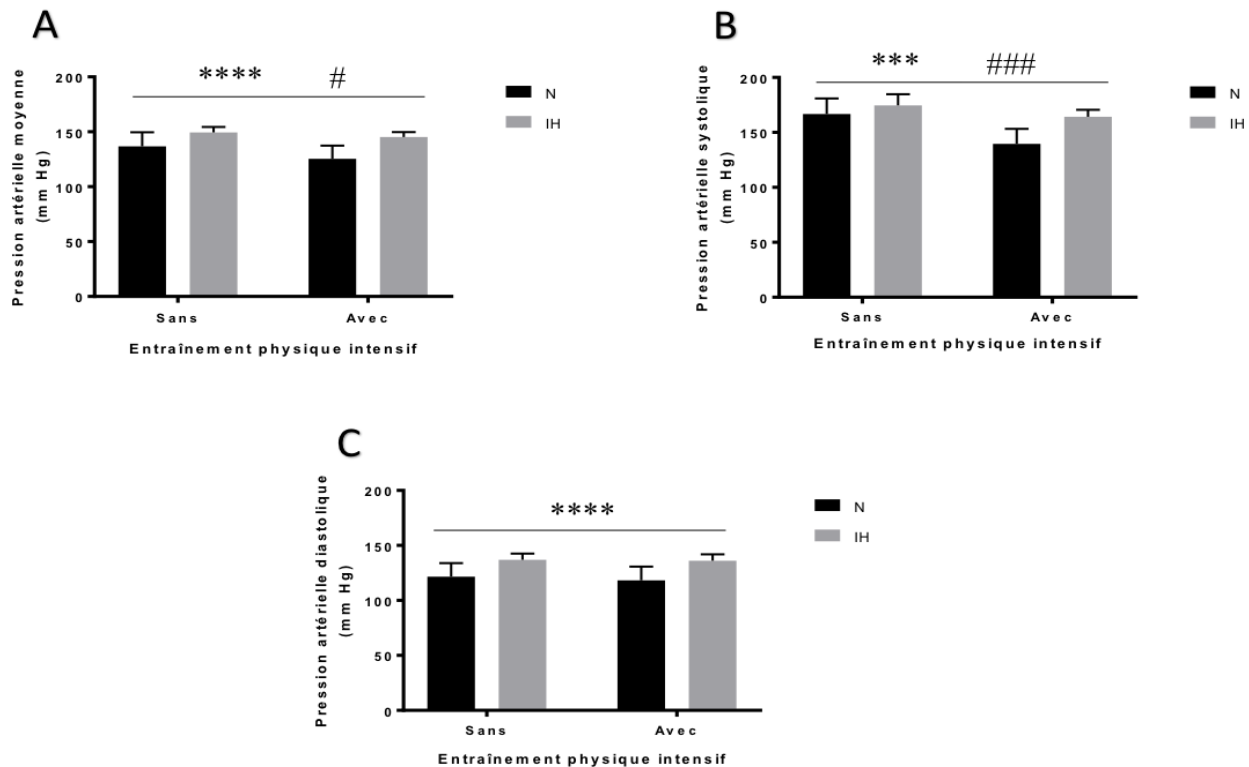 A
Pression artérielle moyenne
(mm Hg)
200
150
100
50
0
****
#
N
IH
Sans
Avec
Entraînement physique intensif
B
Pression artérielle systolique
(mm Hg)
200
150
100
50
0
***
###
N
IH
Sans
Avec
Entraînement physique intensif
C
Pression artérielle diastolique
(mm Hg)
200
150
100
50
0
****
N
IH
Sans
Avec
Entraînement physique intensif